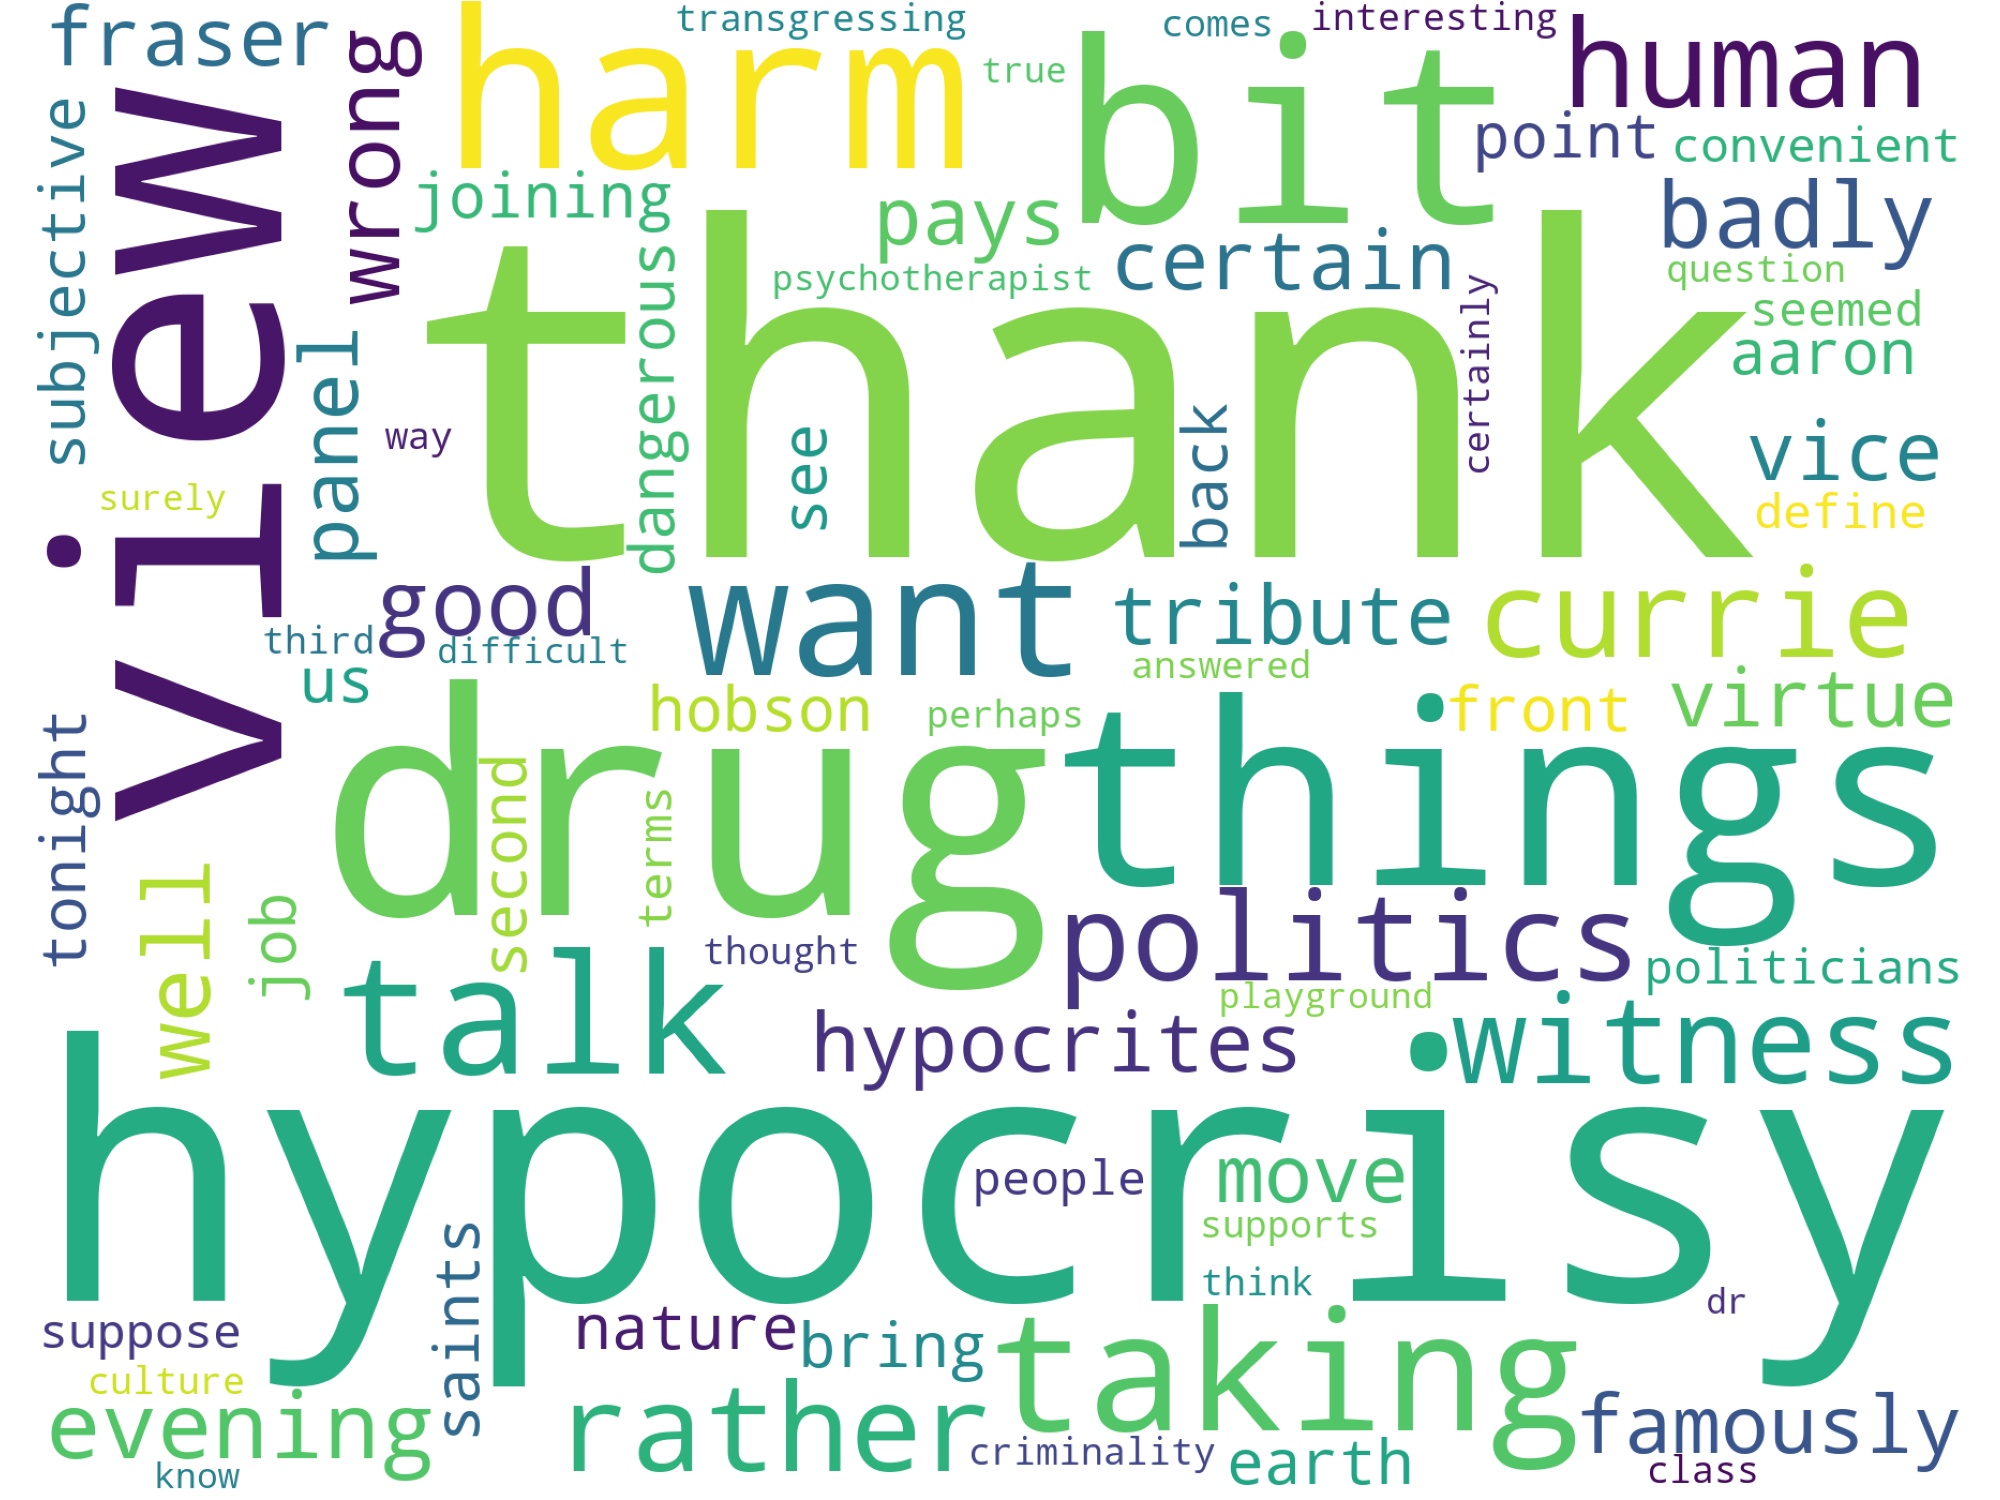 fraser
transgressing
comes
interesting
harm
bit
human
true
wrong
view
subjective
point
convenient
joining
pays
badly
certain
thank
psychotherapist
dangerous
question
certainly
seemed
aaron
panel
way
see
back
vice
surely
define
good
want
tribute
currie
third
difficult
us
answered
hobson
perhaps
front
virtue
drug
things
tonight
second
terms
well
job
thought
politics
politicians
talk
playground
hypocrites
witness
hypocrisy
people
move
supports
saints
think
dr
suppose
nature
bring
taking
culture
evening
rather
famously
criminality
earth
class
know